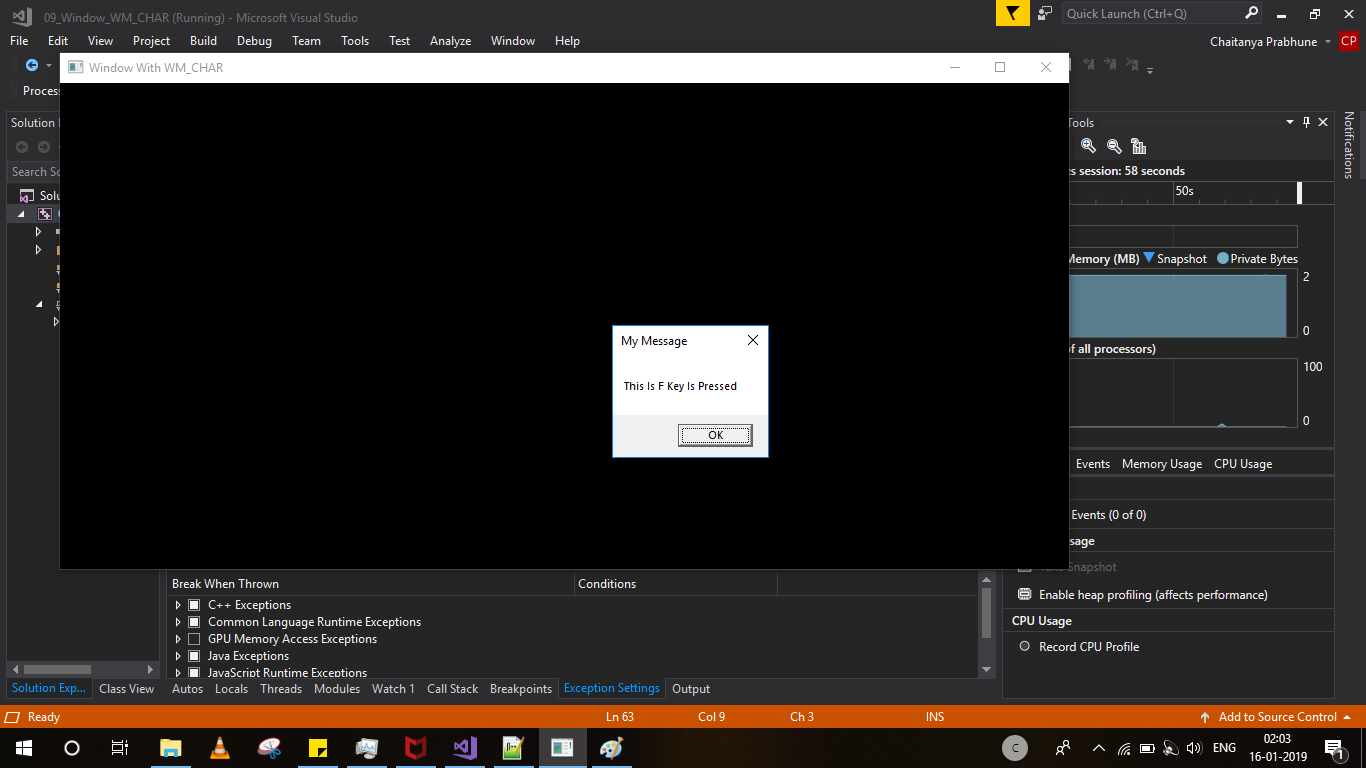 09_Window_WM_CHAR (Running) - Microsoft Visual Studio
Quick Launch (Ctrl+Q)
File Edit View Project Build Debug Team Tools Test Analyze Window Help
Chaitanya Prabhune CP
Window With WM_CHAR
Proces
Solution
Tools
Notifications
Search So
session: 58 seconds
Solu
50s
Memory (MB) Snapshot Private Bytes
2
0
of all processors)
100
0
My Message
This Is F Key Is Pressed
OK
Events Memory Usage CPU Usage
Events (0 of 0)
sage
Snapshot
Enable heap profiling (affects performance)
CPU Usage
Record CPU Profile
Break When Thrown Conditions
C++ Exceptions
Common Language Runtime Exceptions
GPU Memory Access Exceptions
Java Exceptions
JavaScript Runtime Exceptions
Solution Exp... Class View Autos Locals Threads Modules Watch 1 Call Stack Breakpoints Exception Settings Output
Ready Ln 63 Col 9 Ch 3 INS Add to Source Control
C ENG 02:03
16-01-2019 1